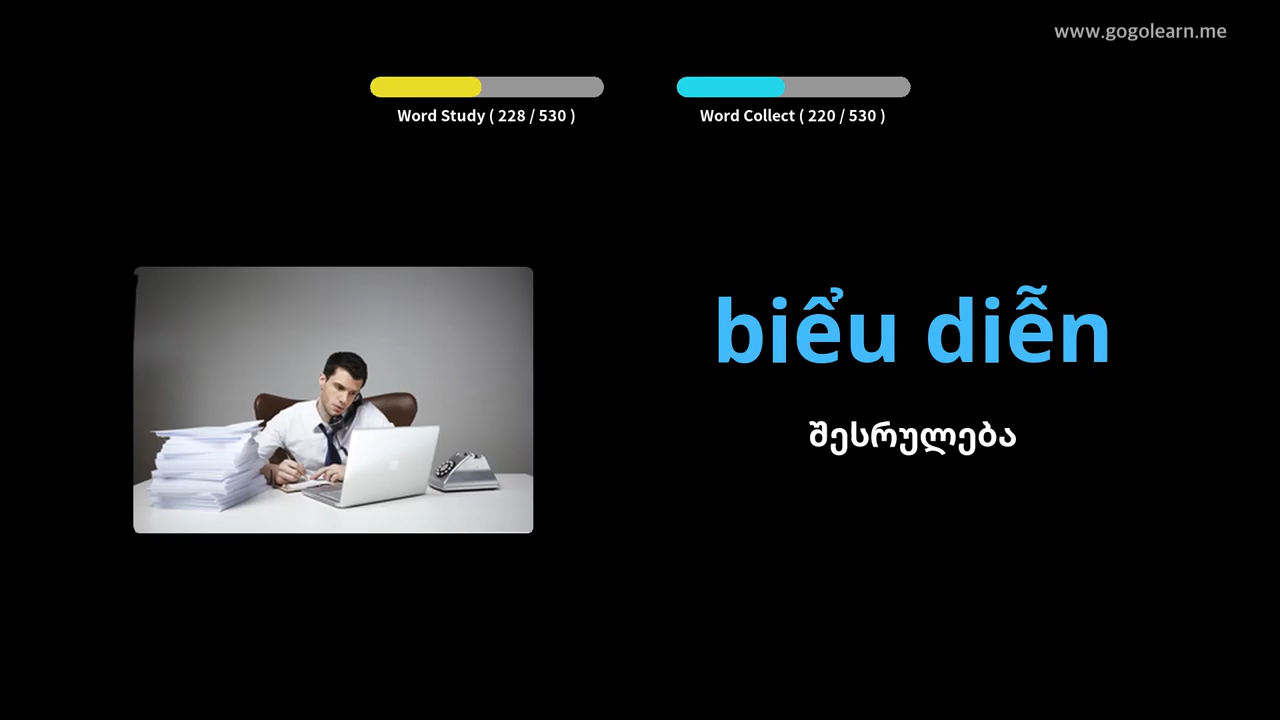 www.gogolearn.me
Word Study ( 228 / 530 )
Word Collect ( 220 / 530 )
biểu diễn
შესრულება